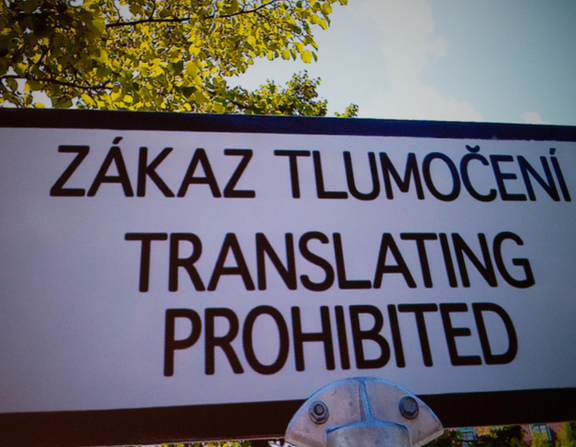 ZÁKAZ TLUMOČENÍ
TRANSLATING
PROHIBITED